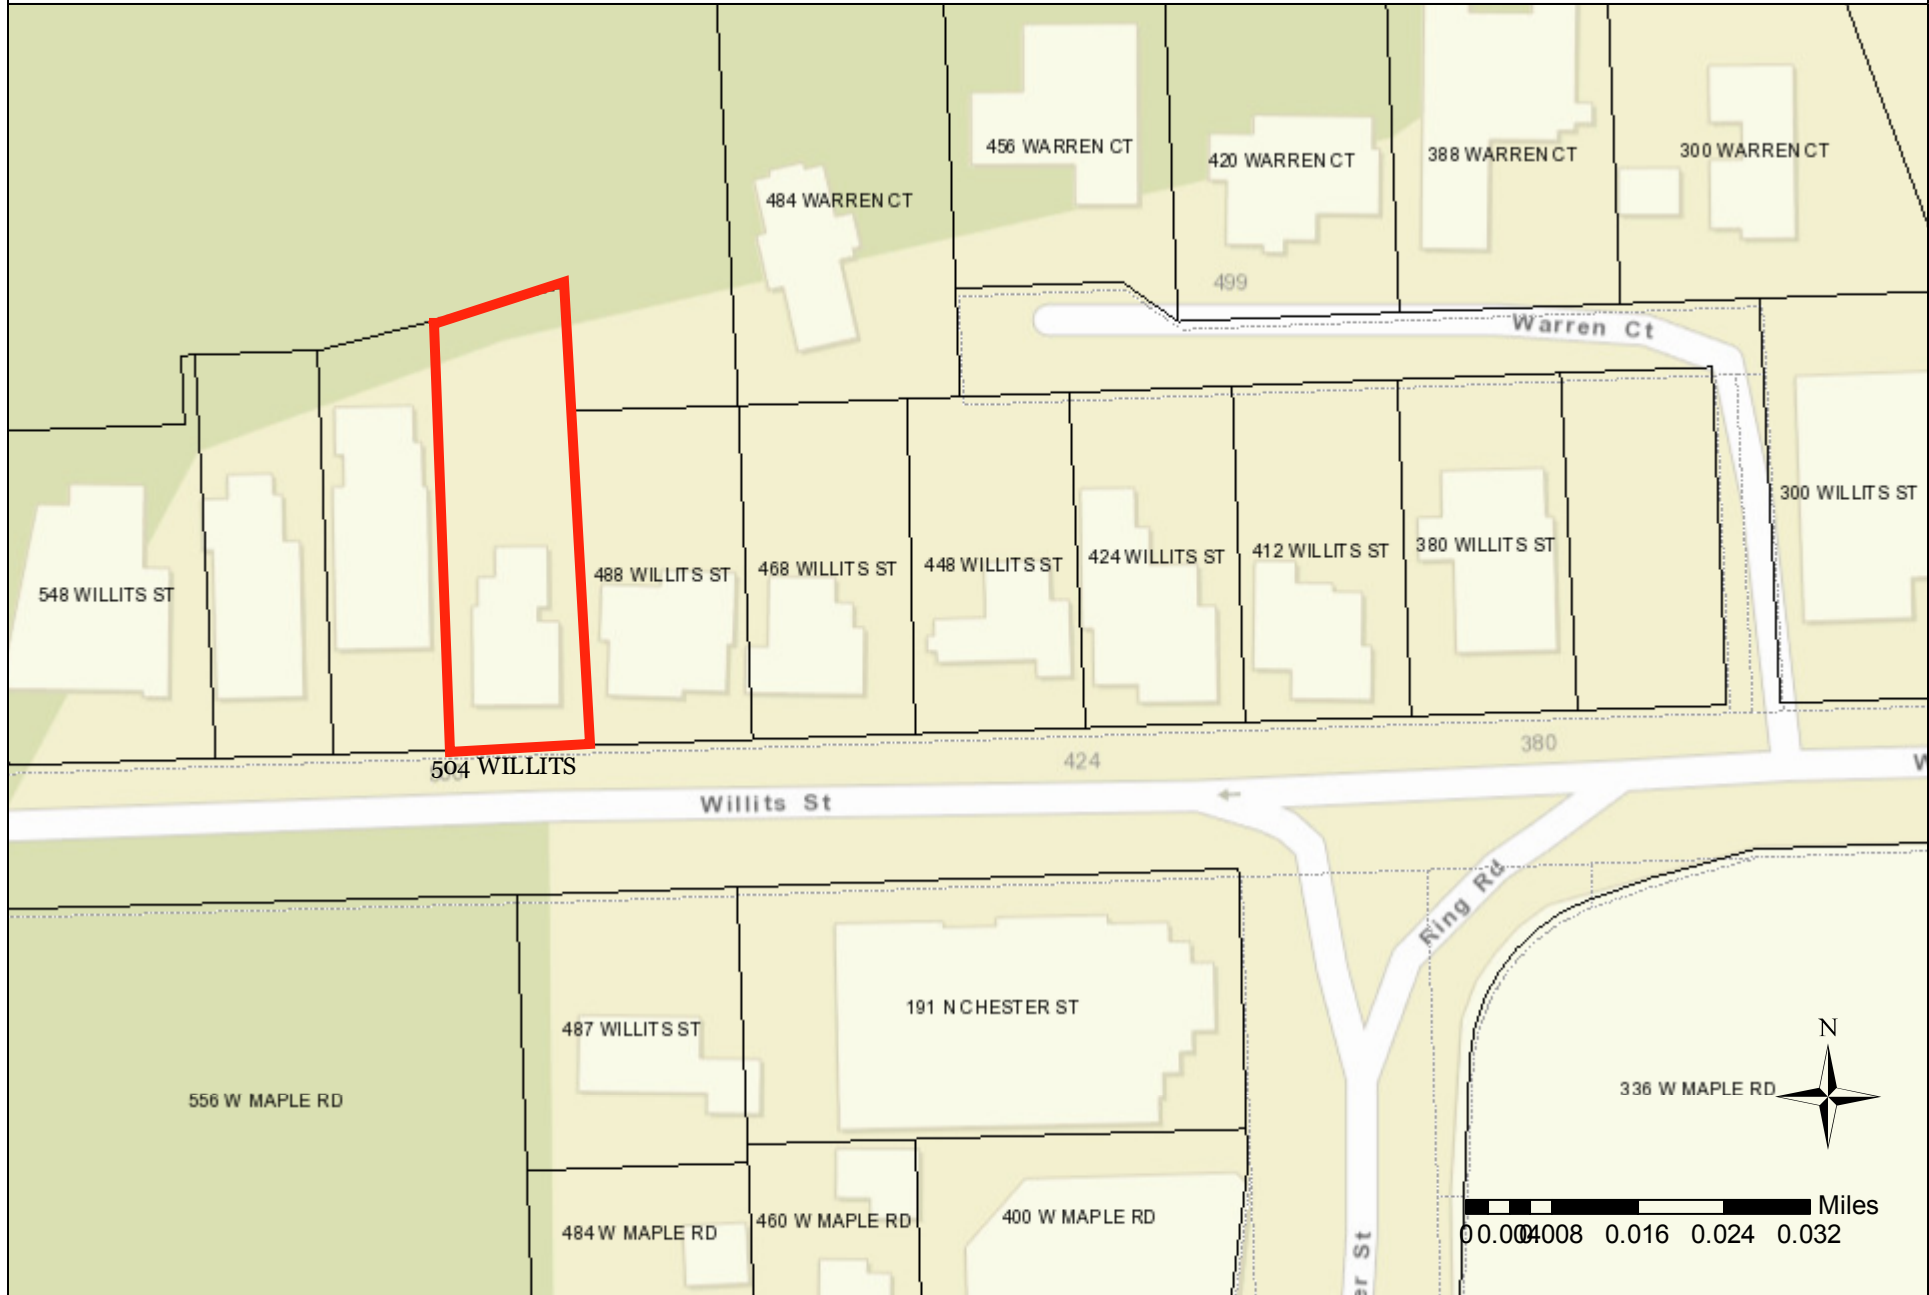 456 WARREN CT
420 WARREN CT
388 WARREN CT
300 WARREN CT
484 WARREN CT
499
Warren Ct
300 WILLITS ST
548 WILLITS ST
488 WILLITS ST
468 WILLITS ST
448 WILLITS ST
424 WILLITS ST
412 WILLITS ST
380 WILLITS ST
504 WILLITS
424
380
W
Willits St
Ring Rd
487 WILLITS ST
191 N CHESTER ST
556 W MAPLE RD
N
336 W MAPLE RD
484 W MAPLE RD
460 W MAPLE RD
400 W MAPLE RD
er St
Miles
0 0.004 0.008 0.016 0.024 0.032